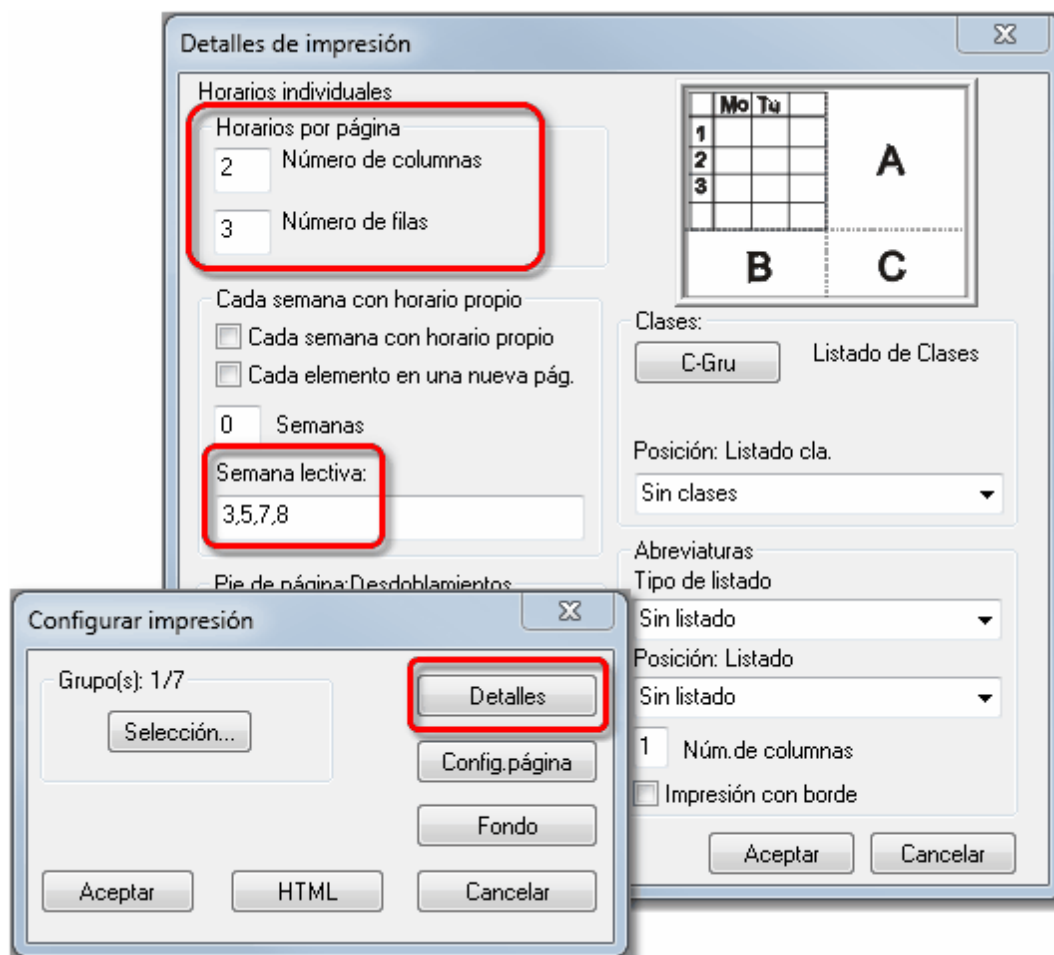 Detalles de impresión
Horarios individuales
Horarios por página
2 Número de columnas
3 Número de filas
Cada semana con horario propio
Cada semana con horario propio
Cada elemento en una nueva pág.
0 Semanas
Semana lectiva:
3,5,7,8
Pie de página:Desdoblamientos
Mo Tu
1
2
3
A
B C
Clases:
C-Gru Listado de Clases
Posición: Listado cla.
Sin clases
Abreviaturas
Tipo de listado
Sin listado
Posición: Listado
Sin listado
1 Núm.de columnas
Impresión con borde
Aceptar Cancelar
Configurar impresión
Grupo(s): 1/7
Selección...
Detalles
Config.página
Fondo
Aceptar HTML Cancelar